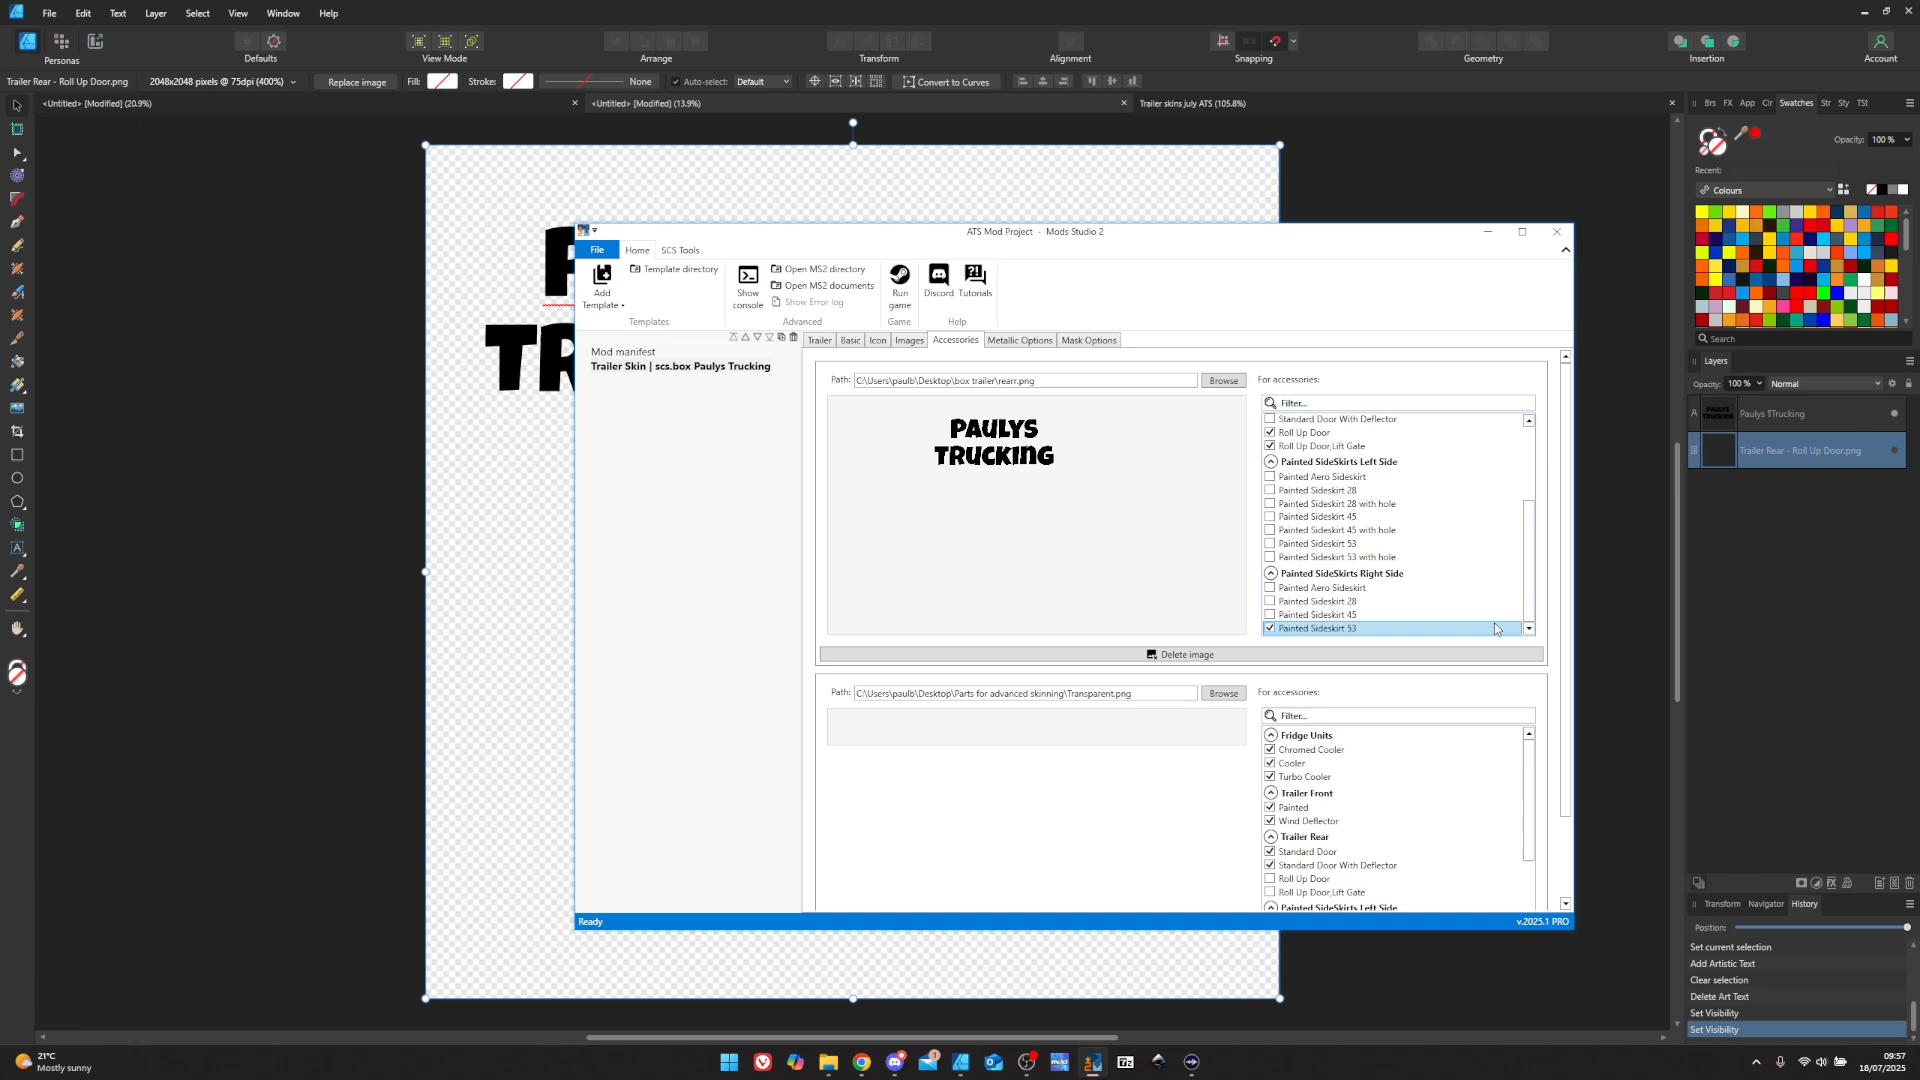 File Edit Text Layer Select View Window Help
Personas Defaults View Mode Arrange Transform Alignment Snapping Geometry Insertion Account
Trailer Rear - Roll Up Door.png 2048x2048 pixels @ 75dpi (400%) Replace image Fill: Stroke: None Auto-select: Default Convert to Curves
<Untitled> [Modified] (20.9%) <Untitled> [Modified] (13.9%) Trailer skins july ATS (105.8%)
Brs FX App Clr Swatches Str Sty TSt
Opacity: 100 %
Recent:
Colours
Search
Layers
Opacity: 100 % Normal
A Paulys ¶Trucking
Trailer Rear - Roll Up Door.png
Transform Navigator History
Position:
Set current selection
Add Artistic Text
Clear selection
Delete Art Text
Set Visibility
Set Visibility
ATS Mod Project - Mods Studio 2
File Home SCS Tools
Add Template
Template directory
Templates
Show console
Open MS2 directory
Open MS2 documents
Show Error log
Advanced
Run game
Game
Discord Tutorials
Help
Mod manifest
Trailer Skin | scs.box Paulys Trucking
Trailer Basic Icon Images Accessories Metallic Options Mask Options
Path: C:\Users\paulb\Desktop\box trailer\rearr.png Browse For accessories:
Filter...
PAULYS
TRUCKING
Standard Door With Deflector
Roll Up Door
Roll Up Door,Lift Gate
Painted SideSkirts Left Side
Painted Aero Sideskirt
Painted Sideskirt 28
Painted Sideskirt 28 with hole
Painted Sideskirt 45
Painted Sideskirt 45 with hole
Painted Sideskirt 53
Painted Sideskirt 53 with hole
Painted SideSkirts Right Side
Painted Aero Sideskirt
Painted Sideskirt 28
Painted Sideskirt 45
Painted Sideskirt 53
Delete image
Path: C:\Users\paulb\Desktop\Parts for advanced skinning\Transparent.png Browse For accessories:
Filter...
Fridge Units
Chromed Cooler
Cooler
Turbo Cooler
Trailer Front
Painted
Wind Deflector
Trailer Rear
Standard Door
Standard Door With Deflector
Roll Up Door
Roll Up Door,Lift Gate
Painted SideSkirts Left Side
Ready v.2025.1 PRO
21°C
Mostly sunny
09:57
18/07/2025